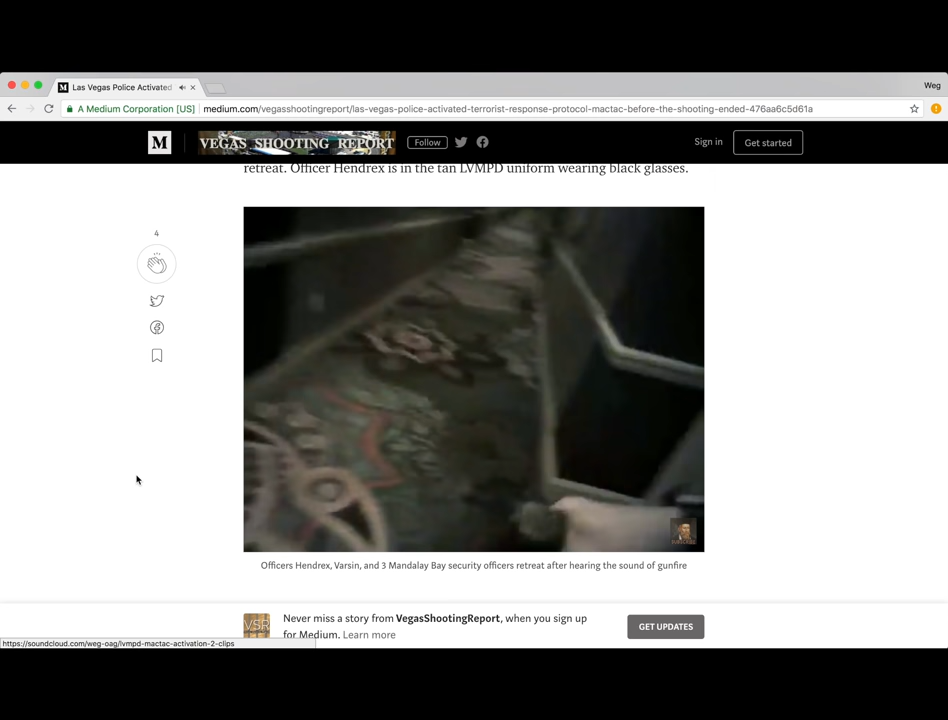 Las Vegas Police Activated
Weg
A Medium Corporation [US]
medium.com/vegasshootingreport/las-vegas-police-activated-terrorist-response-protocol-mactac-before-the-shooting-ended-476aa6c5d61a
M
VEGAS SHOOTING REPORT
Follow
Sign in
Get started
retreat. Officer Hendrex is in the tan LVMPD uniform wearing black glasses.
4
Officers Hendrex, Varsin, and 3 Mandalay Bay security officers retreat after hearing the sound of gunfire
VSR
Never miss a story from VegasShootingReport, when you sign up
for Medium. Learn more
GET UPDATES
https://soundcloud.com/weg-oag/lvmpd-mactac-activation-2-clips